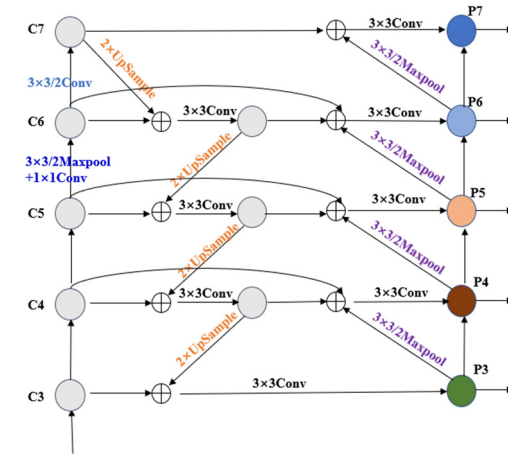 C7
3×3Conv
P7
2×UpSample
3×3/2Maxpool
3×3/2Conv
C6
3×3Conv
3×3Conv
P6
2×UpSample
3×3/2Maxpool
3×3/2Maxpool
+1×1Conv
C5
3×3Conv
3×3Conv
P5
2×UpSample
3×3/2Maxpool
C4
3×3Conv
3×3Conv
P4
2×UpSample
3×3/2Maxpool
C3
3×3Conv
P3